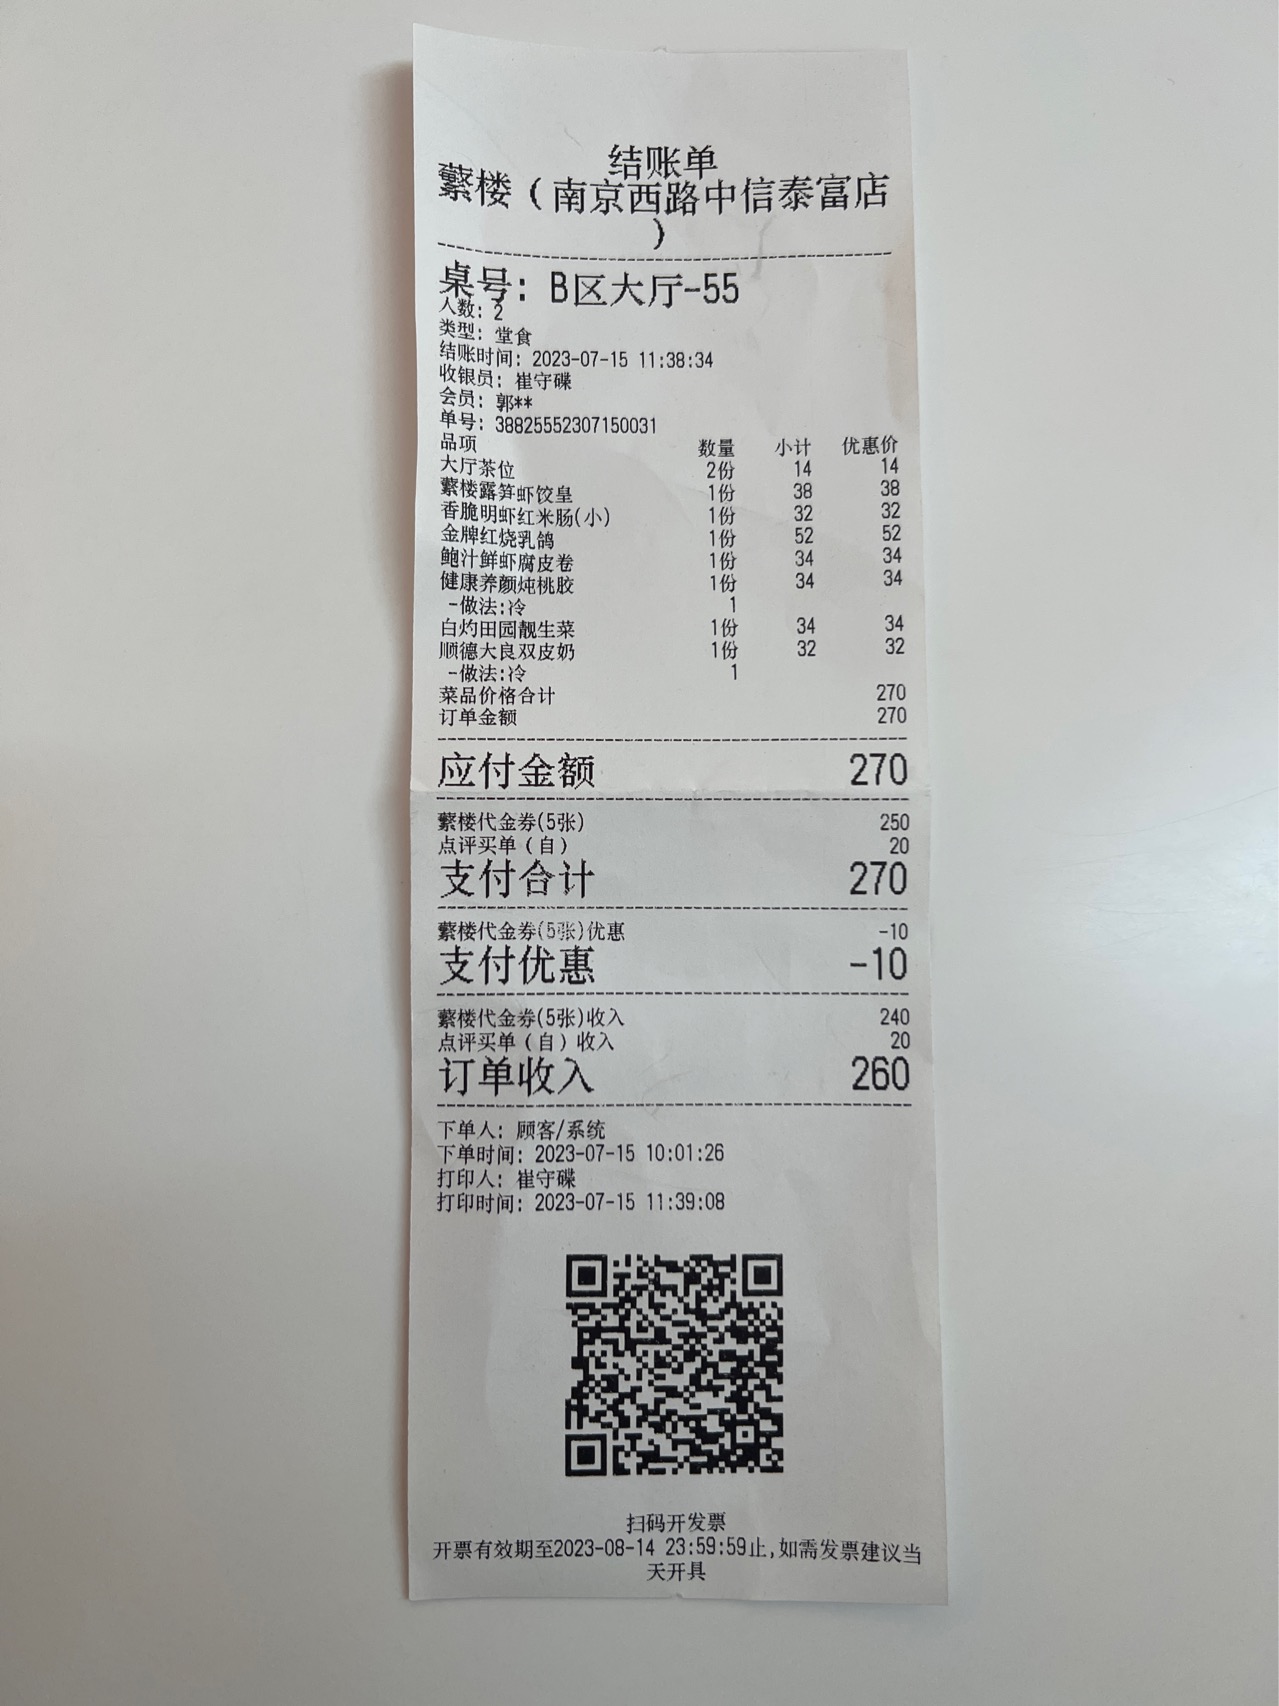 结账单
蘩楼（南京西路中信泰富店
）
桌号：B区大厅-55
人数：2
类型：堂食
结账时间：2023-07-15 11:38:34
收银员：崔守碟
会员：郭**
单号：38825552307150031
品项 数量 小计 优惠价
大厅茶位 2份 14 14
蘩楼露笋虾饺皇 1份 38 38
香脆明虾红米肠(小) 1份 32 32
金牌红烧乳鸽 1份 52 52
鲍汁鲜虾腐皮卷 1份 34 34
健康养颜炖桃胶 1份 34 34
-做法:冷 1
白灼田园靓生菜 1份 34 34
顺德大良双皮奶 1份 32 32
-做法:冷 1
菜品价格合计 270
订单金额 270
应付金额 270
蘩楼代金券(5张) 250
点评买单（自） 20
支付合计 270
蘩楼代金券(5张)优惠 -10
支付优惠 -10
蘩楼代金券(5张)收入 240
点评买单（自）收入 20
订单收入 260
下单人：顾客/系统
下单时间：2023-07-15 10:01:26
打印人：崔守碟
打印时间：2023-07-15 11:39:08
扫码开发票
开票有效期至2023-08-14 23:59:59止,如需发票建议当
天开具